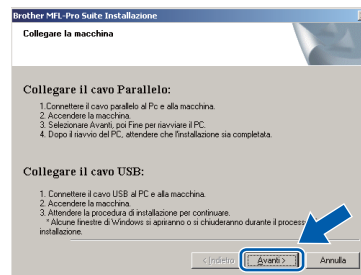 Brother MFL-Pro Suite Installazione
Collegare la macchina
Collegare il cavo Parallelo:
1.Connettere il cavo parallelo al Pc e alla macchina.
2. Accendere la macchina.
3. Selezionare Avanti, poi Fine per riavviare il PC.
4. Dopo il riavvio del PC, attendere che l'installazione sia completata.
Collegare il cavo USB:
1. Connettere il cavo USB al PC e alla macchina.
2. Accendere la macchina.
3. Attendere la procedura di installazione per continuare.
* Alcune finestre di Windows si apriranno o si chiuderanno durante il process
installazione.
< Indietro
Avanti >
Annulla